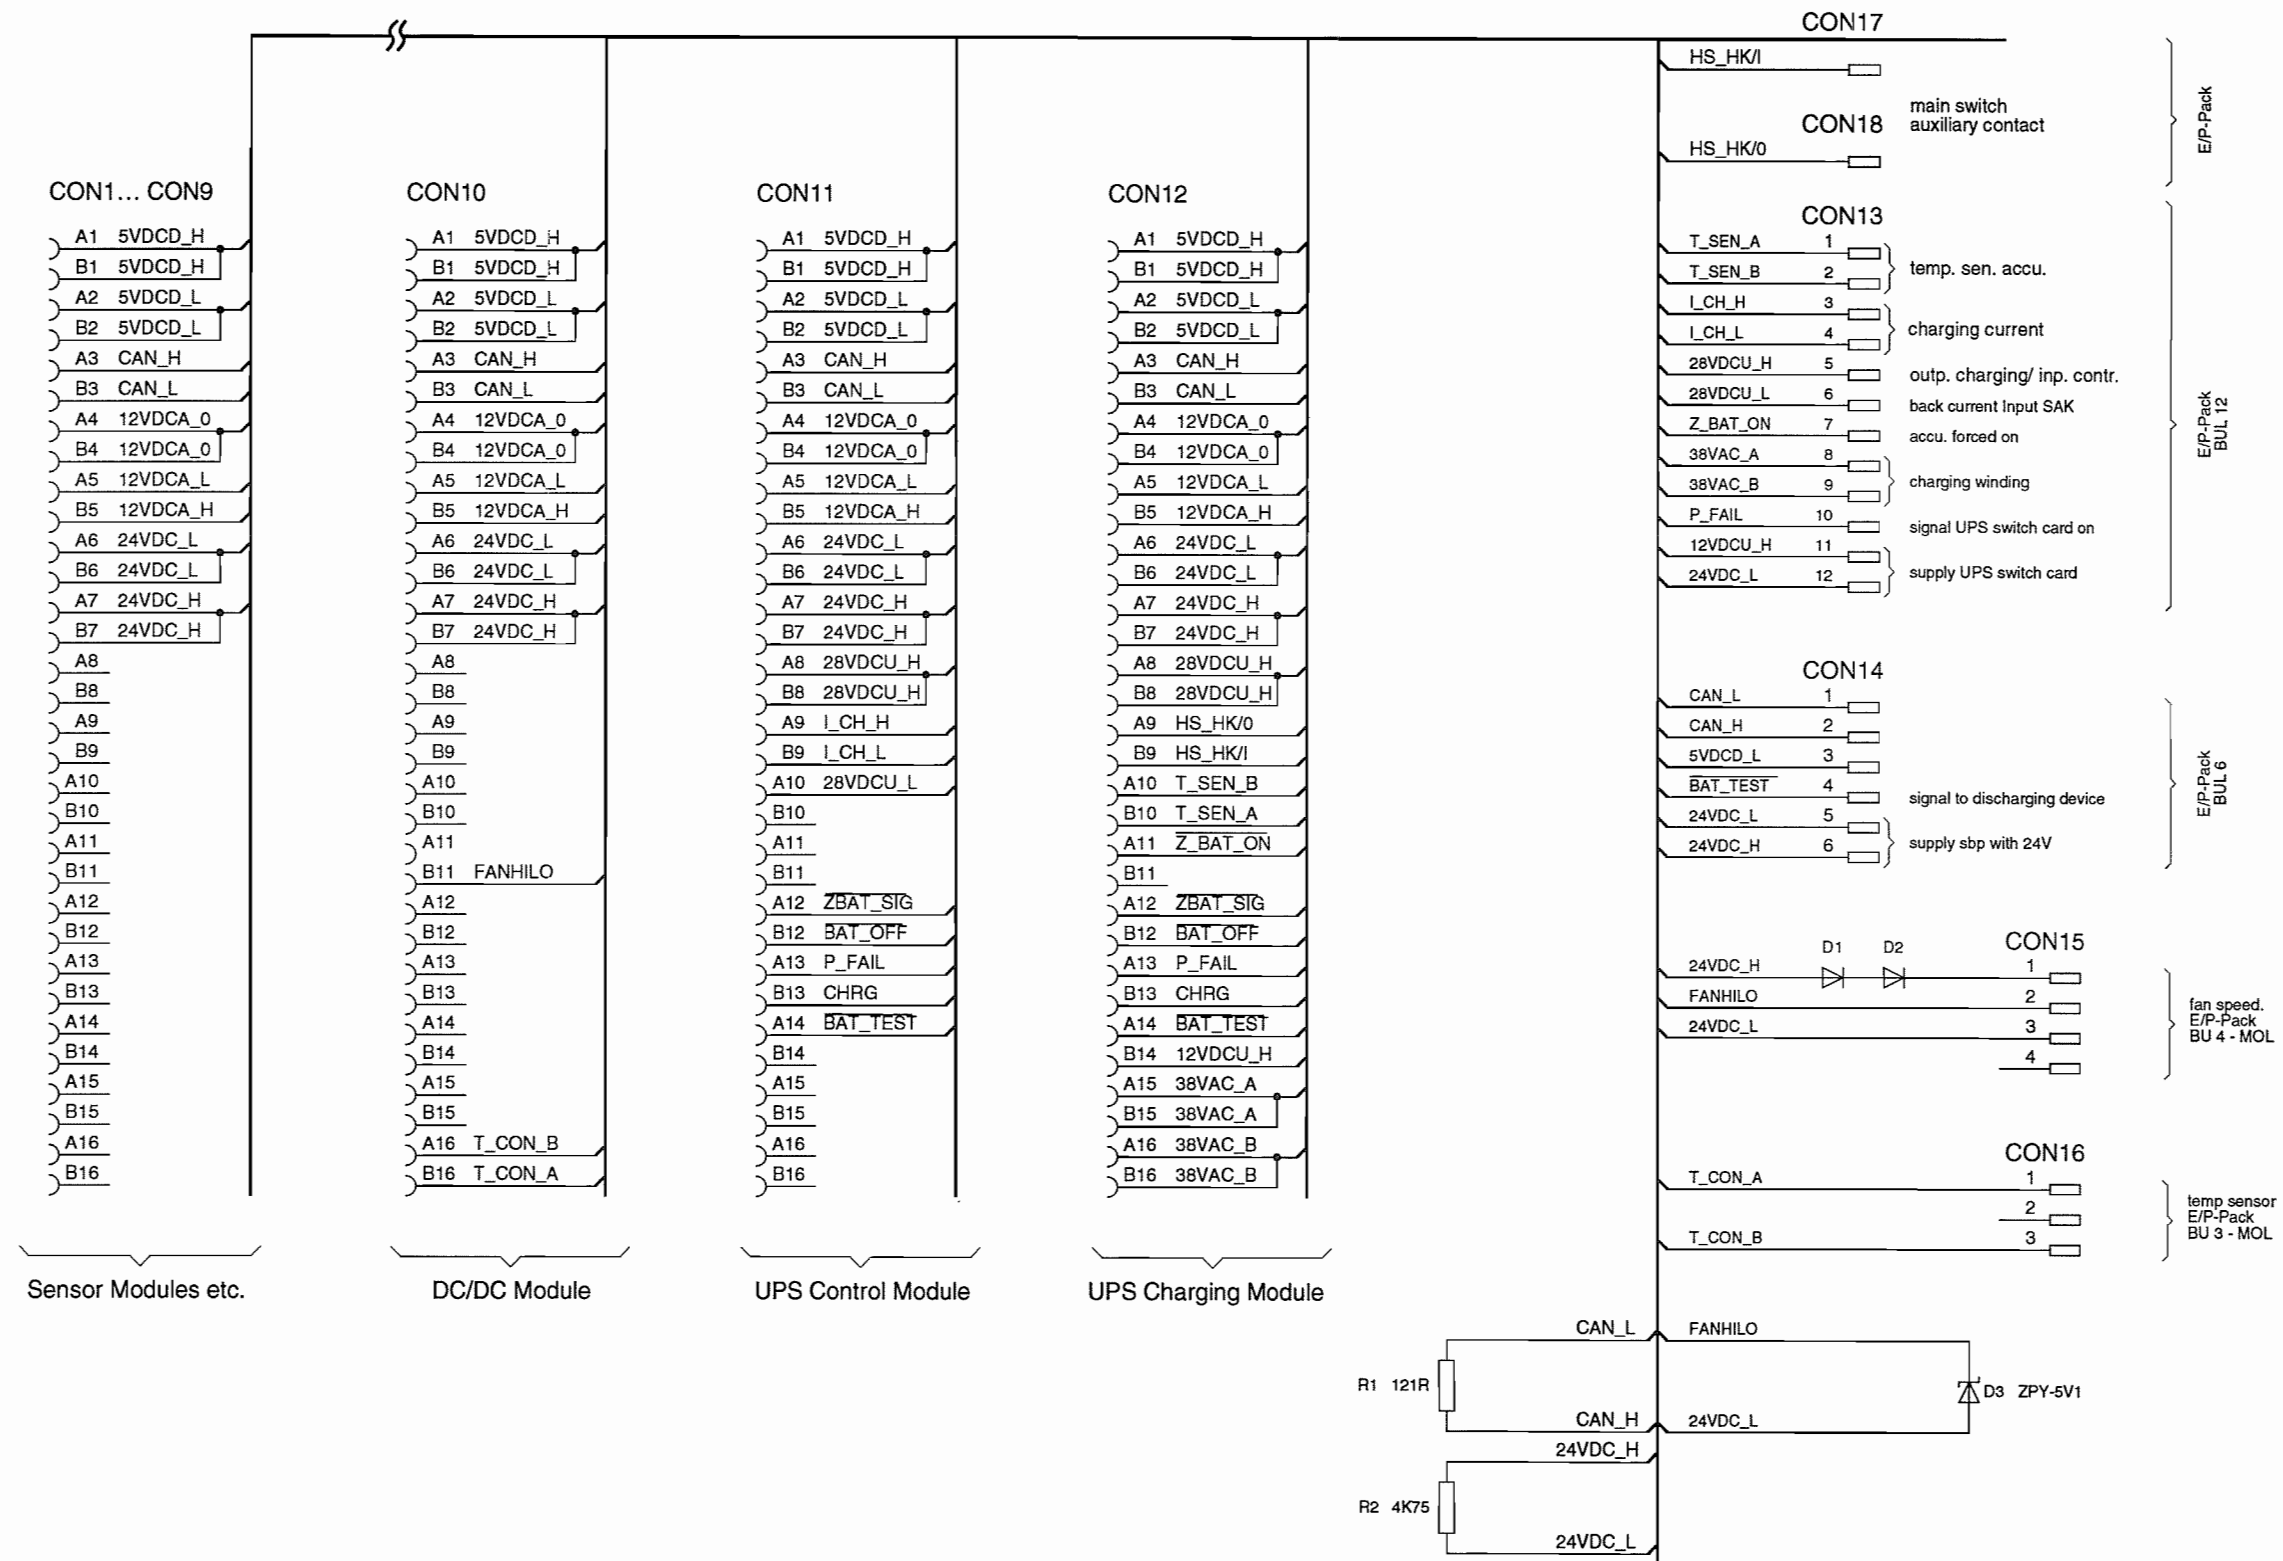 CON1... CON9
A1 5VDCD_H
B1 5VDCD_H
A2 5VDCD_L
B2 5VDCD_L
A3 CAN_H
B3 CAN_L
A4 12VDCA_0
B4 12VDCA_0
A5 12VDCA_L
B5 12VDCA_H
A6 24VDC_L
B6 24VDC_L
A7 24VDC_H
B7 24VDC_H
A8
B8
A9
B9
A10
B10
A11
B11
A12
B12
A13
B13
A14
B14
A15
B15
A16
B16
Sensor Modules etc.
CON10
A1 5VDCD_H
B1 5VDCD_H
A2 5VDCD_L
B2 5VDCD_L
A3 CAN_H
B3 CAN_L
A4 12VDCA_0
B4 12VDCA_0
A5 12VDCA_L
B5 12VDCA_H
A6 24VDC_L
B6 24VDC_L
A7 24VDC_H
B7 24VDC_H
A8
B8
A9
B9
A10
B10
A11
B11 FANHILO
A12
B12
A13
B13
A14
B14
A15
B15
A16 T_CON_B
B16 T_CON_A
DC/DC Module
CON11
A1 5VDCD_H
B1 5VDCD_H
A2 5VDCD_L
B2 5VDCD_L
A3 CAN_H
B3 CAN_L
A4 12VDCA_0
B4 12VDCA_0
A5 12VDCA_L
B5 12VDCA_H
A6 24VDC_L
B6 24VDC_L
A7 24VDC_H
B7 24VDC_H
A8 28VDCU_H
B8 28VDCU_H
A9 I_CH_H
B9 I_CH_L
A10 28VDCU_L
B10
A11
B11
A12 ZBAT_SIG
B12 BAT_OFF
A13 P_FAIL
B13 CHRG
A14 BAT_TEST
B14
A15
B15
A16
B16
UPS Control Module
CON12
A1 5VDCD_H
B1 5VDCD_H
A2 5VDCD_L
B2 5VDCD_L
A3 CAN_H
B3 CAN_L
A4 12VDCA_0
B4 12VDCA_0
A5 12VDCA_L
B5 12VDCA_H
A6 24VDC_L
B6 24VDC_L
A7 24VDC_H
B7 24VDC_H
A8 28VDCU_H
B8 28VDCU_H
A9 HS_HK/0
B9 HS_HK/I
A10 T_SEN_B
B10 T_SEN_A
A11 Z_BAT_ON
B11
A12 ZBAT_SIG
B12 BAT_OFF
A13 P_FAIL
B13 CHRG
A14 BAT_TEST
B14 12VDCU_H
A15 38VAC_A
B15 38VAC_A
A16 38VAC_B
B16 38VAC_B
UPS Charging Module
CON17
HS_HK/I
main switch
auxiliary contact
CON18
HS_HK/0
E/P-Pack
CON13
T_SEN_A 1
T_SEN_B 2
temp. sen. accu.
I_CH_H 3
I_CH_L 4
charging current
28VDCU_H 5 outp. charging/ inp. contr.
28VDCU_L 6 back current input SAK
Z_BAT_ON 7 accu. forced on
38VAC_A 8
38VAC_B 9
charging winding
P_FAIL 10 signal UPS switch card on
12VDCU_H 11
24VDC_L 12
supply UPS switch card
E/P-Pack
BUL 12
CON14
CAN_L 1
CAN_H 2
5VDCD_L 3
BAT_TEST 4 signal to discharging device
24VDC_L 5
24VDC_H 6
supply sbp with 24V
E/P-Pack
BUL 6
CON15
24VDC_H D1 D2 1
FANHILO 2
24VDC_L 3
4
fan speed.
E/P-Pack
BU 4 - MOL
CON16
T_CON_A 1
2
T_CON_B 3
temp sensor
E/P-Pack
BU 3 - MOL
CAN_L FANHILO
R1 121R
D3 ZPY-5V1
CAN_H 24VDC_L
24VDC_H
R2 4K75
24VDC_L